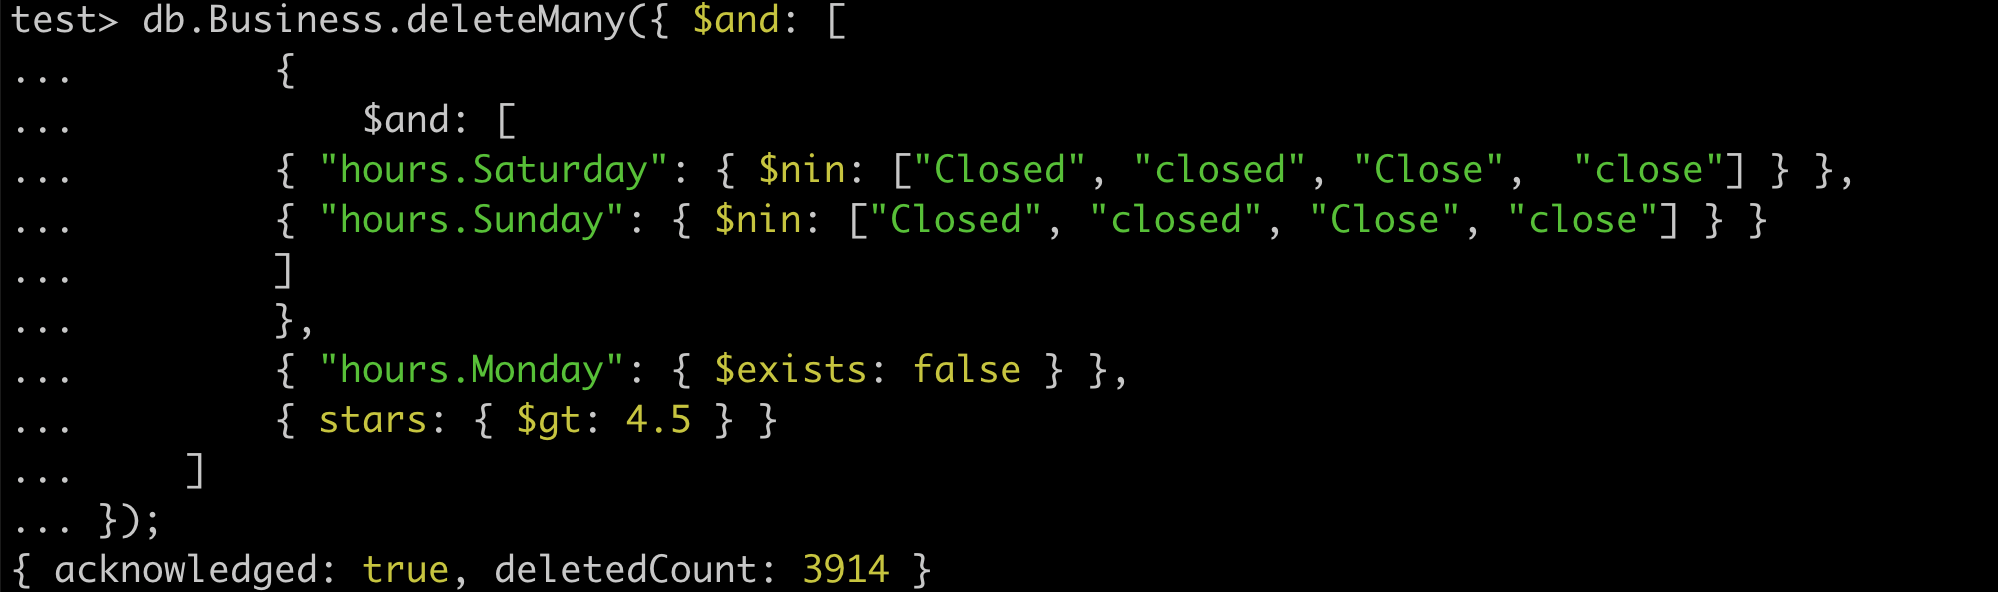 test> db.Business.deleteMany({ $and: [
...         {
...             $and: [
...         { "hours.Saturday": { $nin: ["Closed", "closed", "Close",  "close"] } },
...         { "hours.Sunday": { $nin: ["Closed", "closed", "Close", "close"] } }
...         ]
...         },
...         { "hours.Monday": { $exists: false } },
...         { stars: { $gt: 4.5 } }
...     ]
... });
{ acknowledged: true, deletedCount: 3914 }